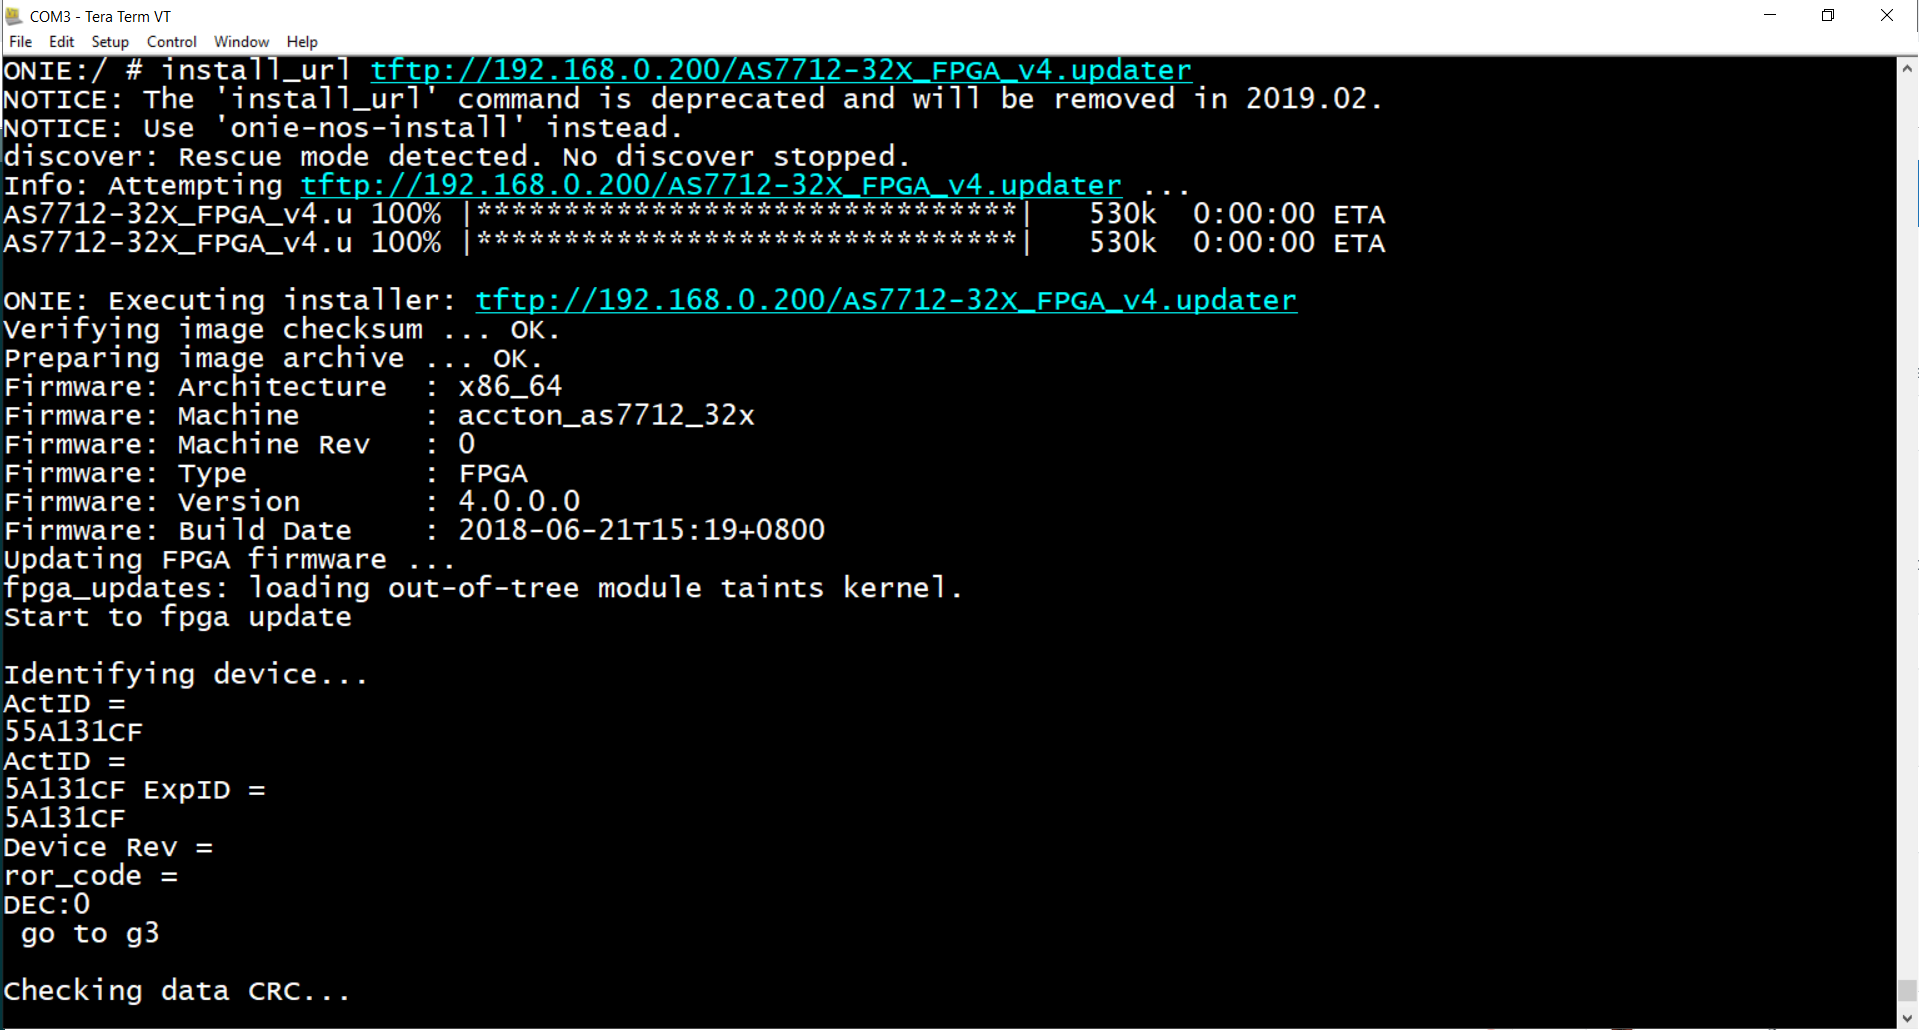 COM3 - Tera Term VT
File Edit Setup Control Window Help
ONIE:/ # install_url tftp://192.168.0.200/AS7712-32X_FPGA_v4.updater
NOTICE: The 'install_url' command is deprecated and will be removed in 2019.02.
NOTICE: Use 'onie-nos-install' instead.
discover: Rescue mode detected. No discover stopped.
Info: Attempting tftp://192.168.0.200/AS7712-32X_FPGA_v4.updater ...
AS7712-32X_FPGA_v4.u 100% |*******************************| 530k 0:00:00 ETA
AS7712-32X_FPGA_v4.u 100% |*******************************| 530k 0:00:00 ETA
ONIE: Executing installer: tftp://192.168.0.200/AS7712-32X_FPGA_v4.updater
Verifying image checksum ... OK.
Preparing image archive ... OK.
Firmware: Architecture : x86_64
Firmware: Machine : accton_as7712_32x
Firmware: Machine Rev : 0
Firmware: Type : FPGA
Firmware: Version : 4.0.0.0
Firmware: Build Date : 2018-06-21T15:19+0800
Updating FPGA firmware ...
fpga_updates: loading out-of-tree module taints kernel.
Start to fpga update
Identifying device...
ActID =
55A131CF
ActID =
5A131CF ExpID =
5A131CF
Device Rev =
ror_code =
DEC:0
go to g3
Checking data CRC...